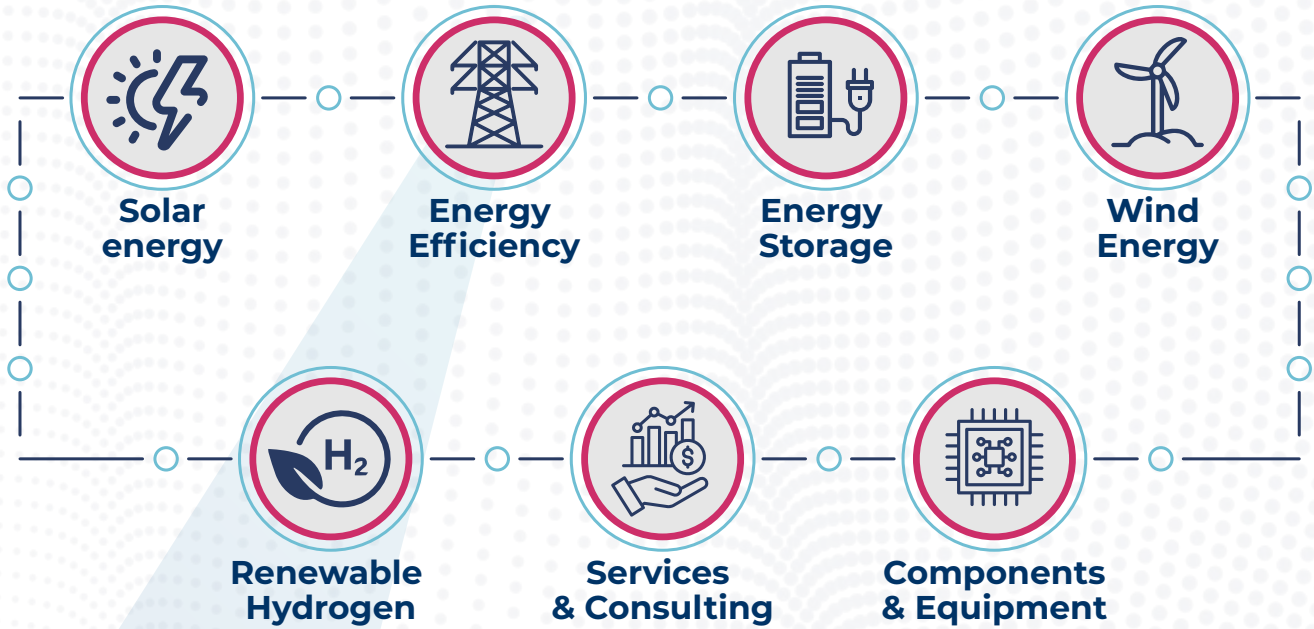 Solar
energy
Energy
Efficiency
Energy
Storage
Wind
Energy
H₂
$
Renewable
Hydrogen
Services
& Consulting
Components
& Equipment